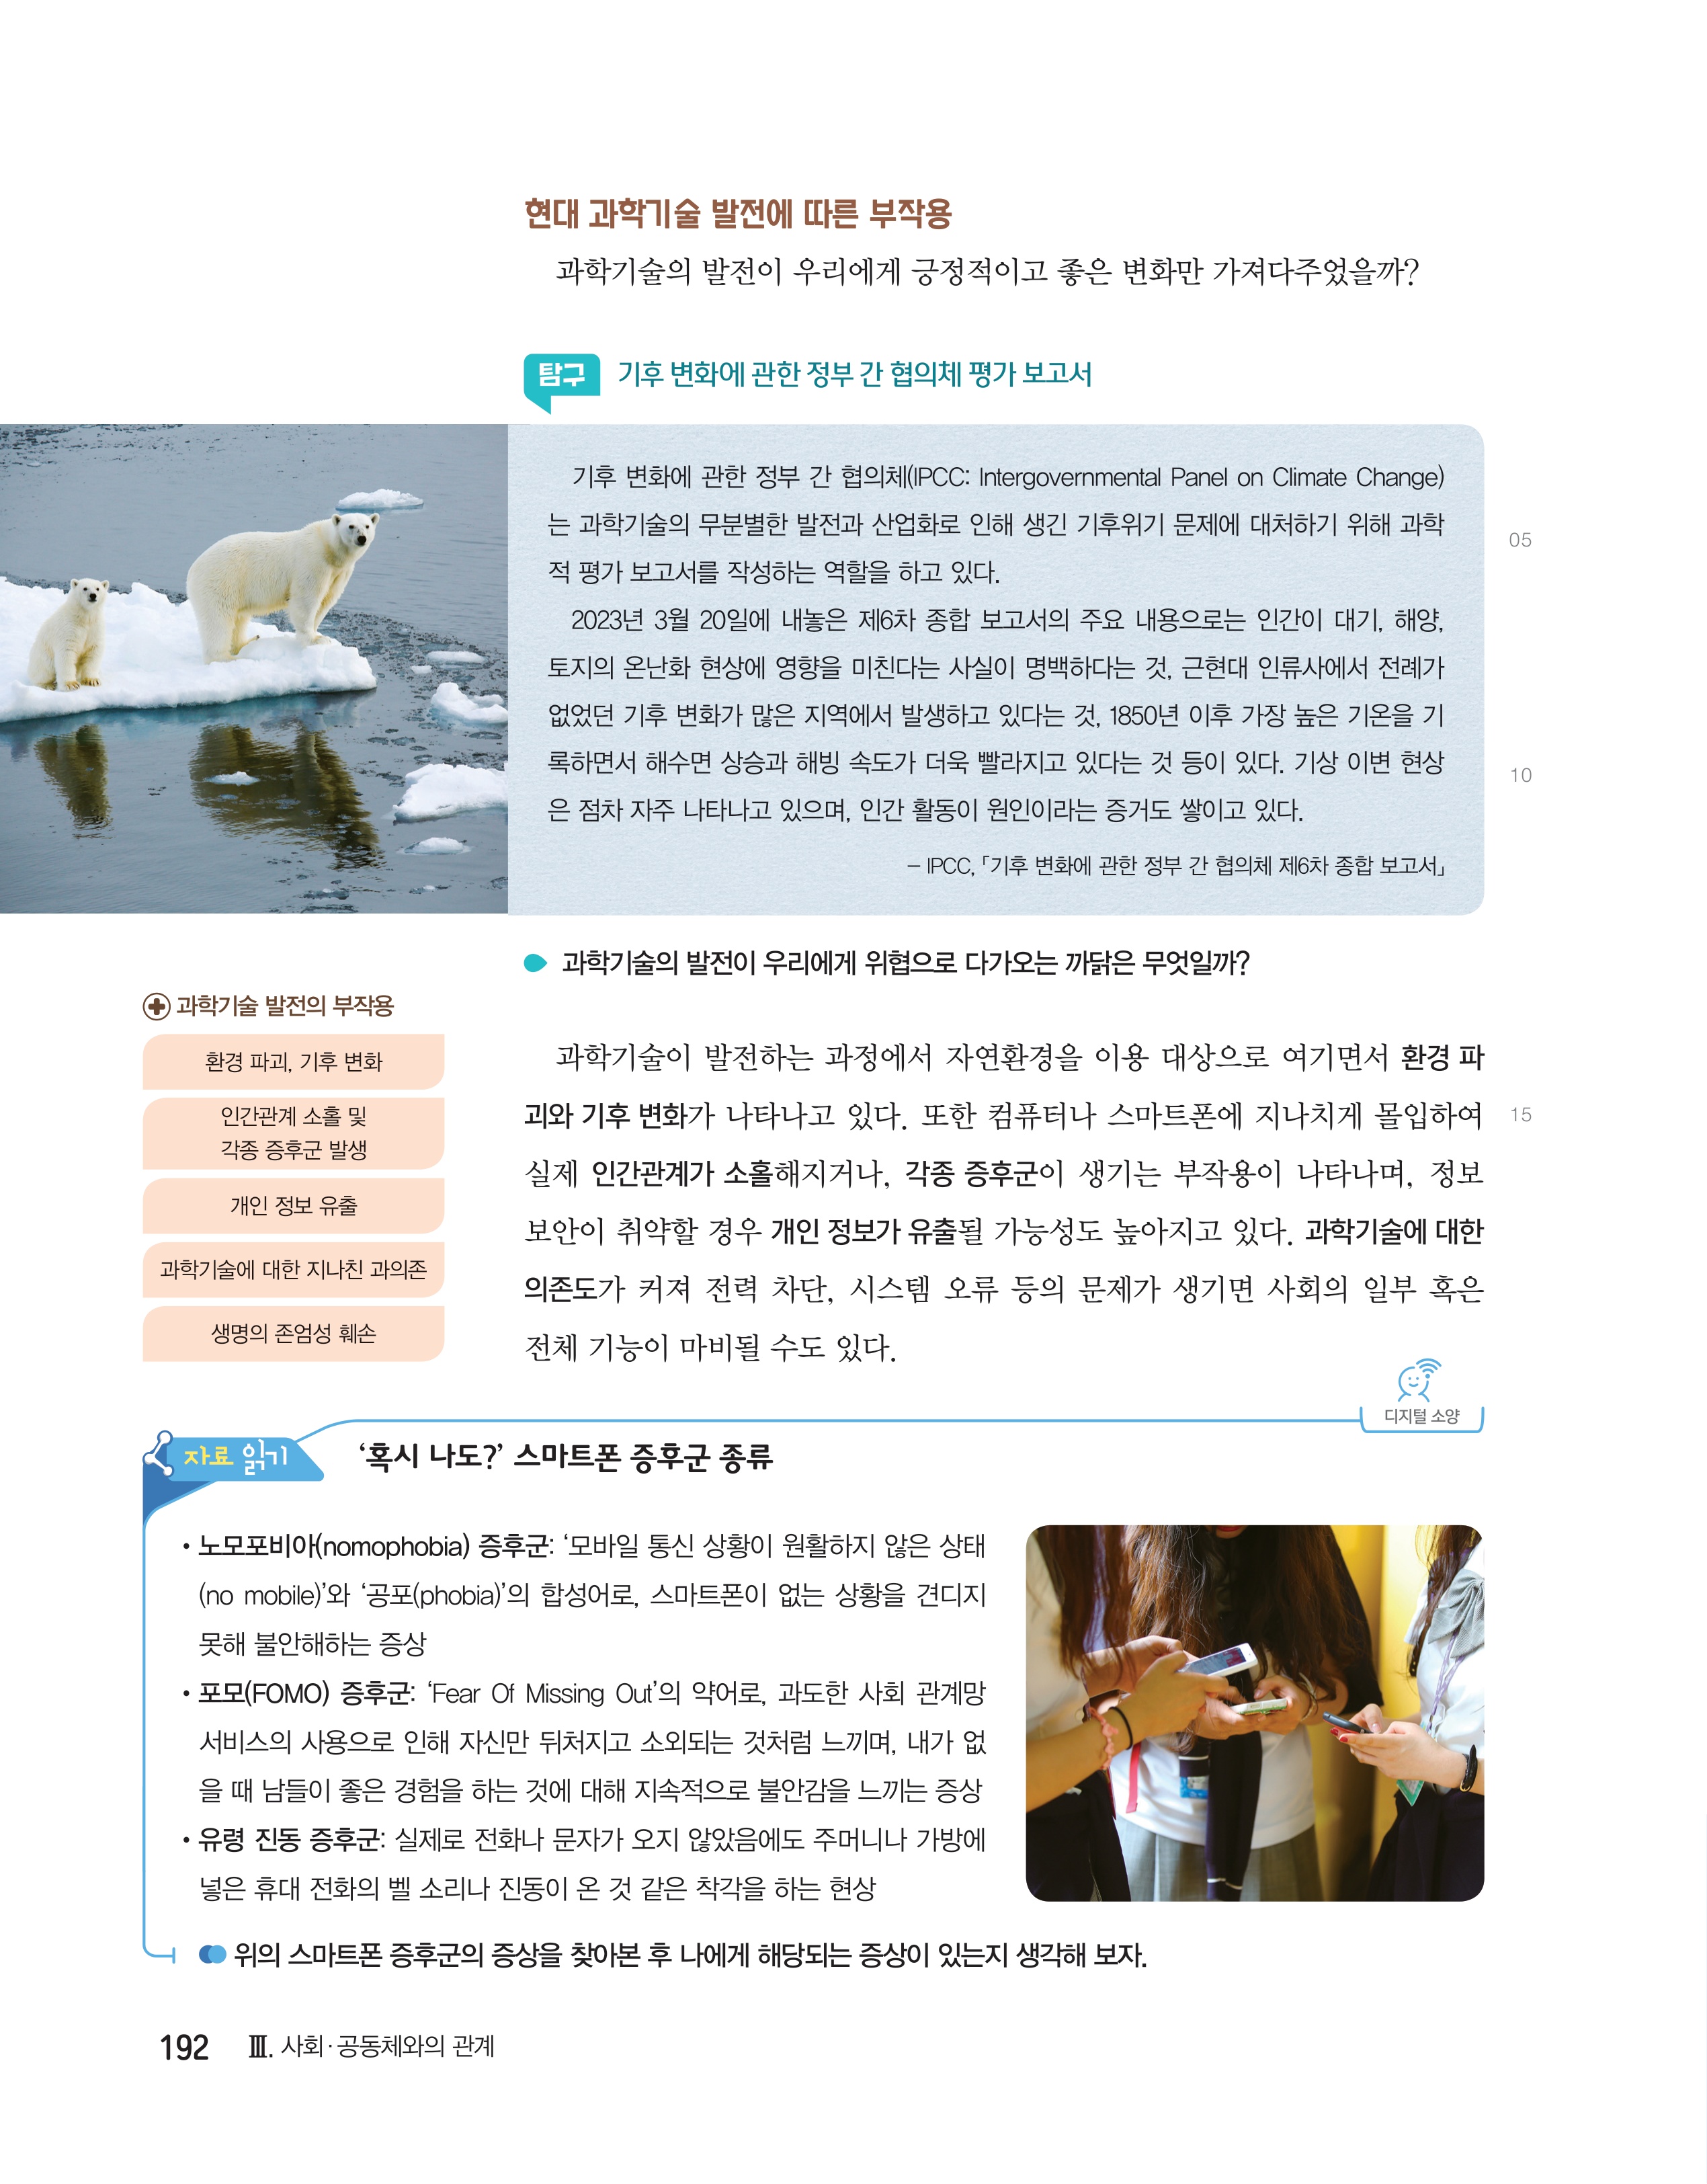 현대 과학기술 발전에 따른 부작용
과학기술의 발전이 우리에게 긍정적이고 좋은 변화만 가져다주었을까?
탐구 기후 변화에 관한 정부 간 협의체 평가 보고서
기후 변화에 관한 정부 간 협의체(IPCC: Intergovernmental Panel on Climate Change)
는 과학기술의 무분별한 발전과 산업화로 인해 생긴 기후위기 문제에 대처하기 위해 과학
05
적 평가 보고서를 작성하는 역할을 하고 있다.
2023년 3월 20일에 내놓은 제6차 종합 보고서의 주요 내용으로는 인간이 대기, 해양,
토지의 온난화 현상에 영향을 미친다는 사실이 명백하다는 것, 근현대 인류사에서 전례가
없었던 기후 변화가 많은 지역에서 발생하고 있다는 것, 1850년 이후 가장 높은 기온을 기
록하면서 해수면 상승과 해빙 속도가 더욱 빨라지고 있다는 것 등이 있다. 기상 이변 현상
10
은 점차 자주 나타나고 있으며, 인간 활동이 원인이라는 증거도 쌓이고 있다.
– IPCC, 「기후 변화에 관한 정부 간 협의체 제6차 종합 보고서」
과학기술의 발전이 우리에게 위협으로 다가오는 까닭은 무엇일까?
과학기술 발전의 부작용
환경 파괴, 기후 변화
인간관계 소홀 및
각종 증후군 발생
개인 정보 유출
과학기술에 대한 지나친 과의존
생명의 존엄성 훼손
과학기술이 발전하는 과정에서 자연환경을 이용 대상으로 여기면서 환경 파
괴와 기후 변화가 나타나고 있다. 또한 컴퓨터나 스마트폰에 지나치게 몰입하여
15
실제 인간관계가 소홀해지거나, 각종 증후군이 생기는 부작용이 나타나며, 정보
보안이 취약할 경우 개인 정보가 유출될 가능성도 높아지고 있다. 과학기술에 대한
의존도가 커져 전력 차단, 시스템 오류 등의 문제가 생기면 사회의 일부 혹은
전체 기능이 마비될 수도 있다.
디지털 소양
자료 읽기 ‘혹시 나도?’ 스마트폰 증후군 종류
• 노모포비아(nomophobia) 증후군: ‘모바일 통신 상황이 원활하지 않은 상태
(no mobile)’와 ‘공포(phobia)’의 합성어로, 스마트폰이 없는 상황을 견디지
못해 불안해하는 증상
• 포모(FOMO) 증후군: ‘Fear Of Missing Out’의 약어로, 과도한 사회 관계망
서비스의 사용으로 인해 자신만 뒤처지고 소외되는 것처럼 느끼며, 내가 없
을 때 남들이 좋은 경험을 하는 것에 대해 지속적으로 불안감을 느끼는 증상
• 유령 진동 증후군: 실제로 전화나 문자가 오지 않았음에도 주머니나 가방에
넣은 휴대 전화의 벨 소리나 진동이 온 것 같은 착각을 하는 현상
위의 스마트폰 증후군의 증상을 찾아본 후 나에게 해당되는 증상이 있는지 생각해 보자.
192 Ⅲ. 사회·공동체와의 관계